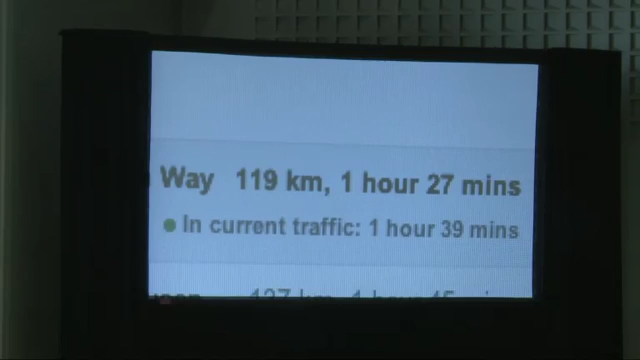 Way 119 km, 1 hour 27 mins
In current traffic: 1 hour 39 mins